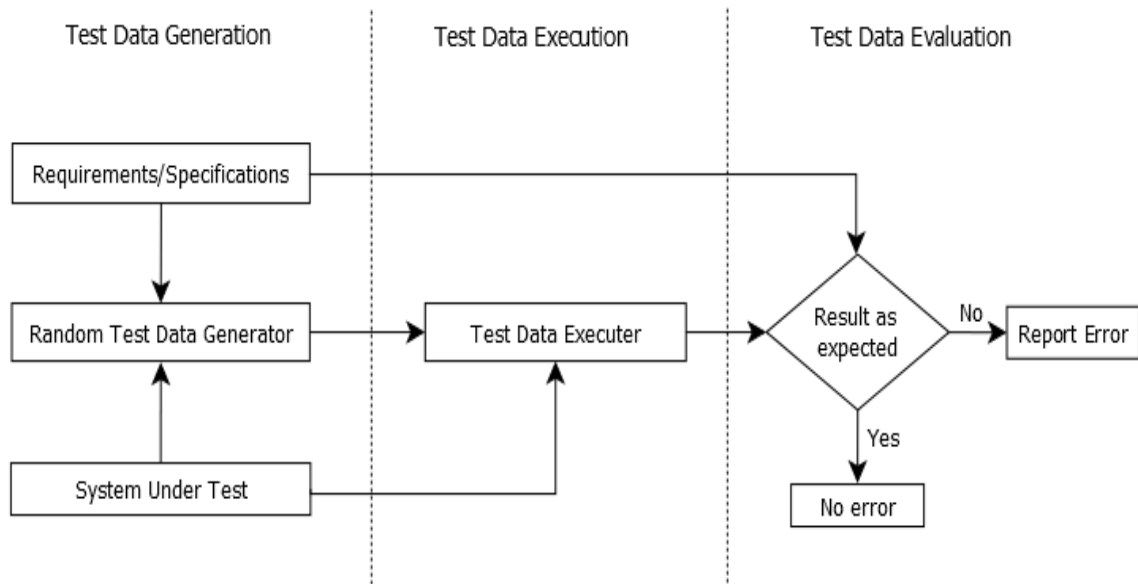 Test Data Generation
Test Data Execution
Test Data Evaluation
Requirements/Specifications
Random Test Data Generator
Test Data Executer
Result as
expected
No
Report Error
Yes
System Under Test
No error